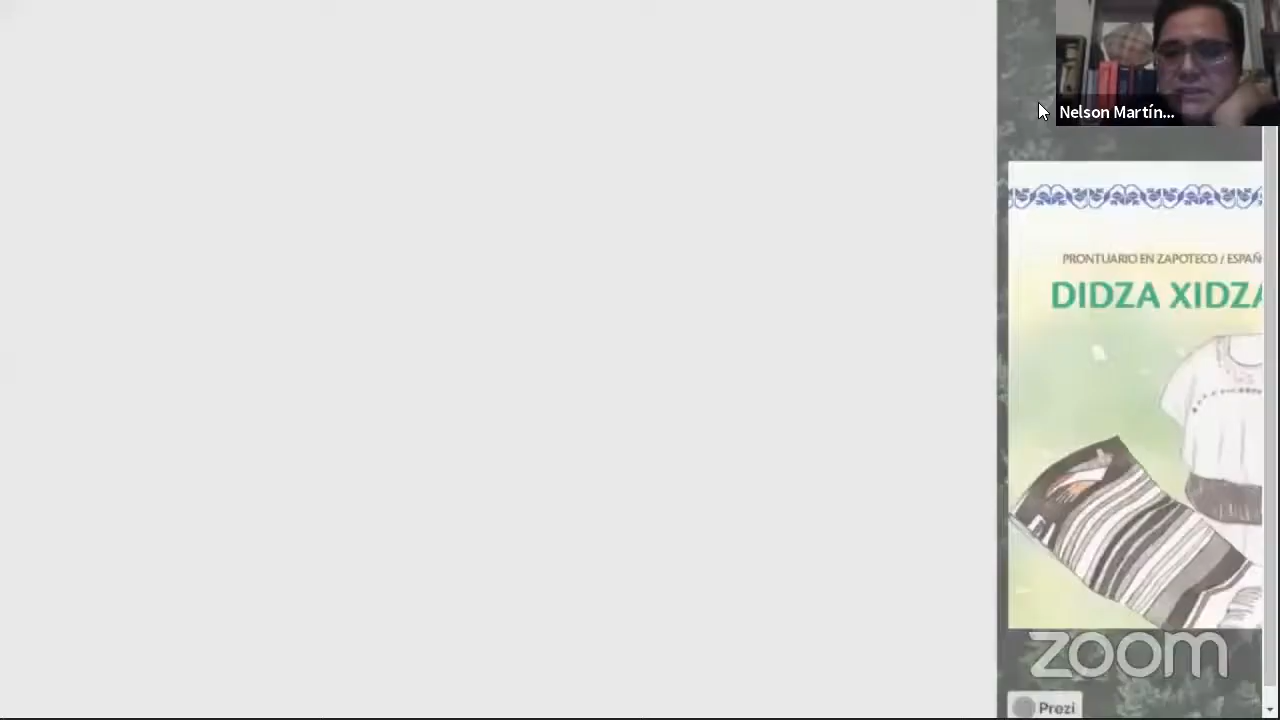 Nelson Martín...
PRONTUARIO EN ZAPOTECO / ESPAÑ
DIDZA XIDZA
zoom
Prezi